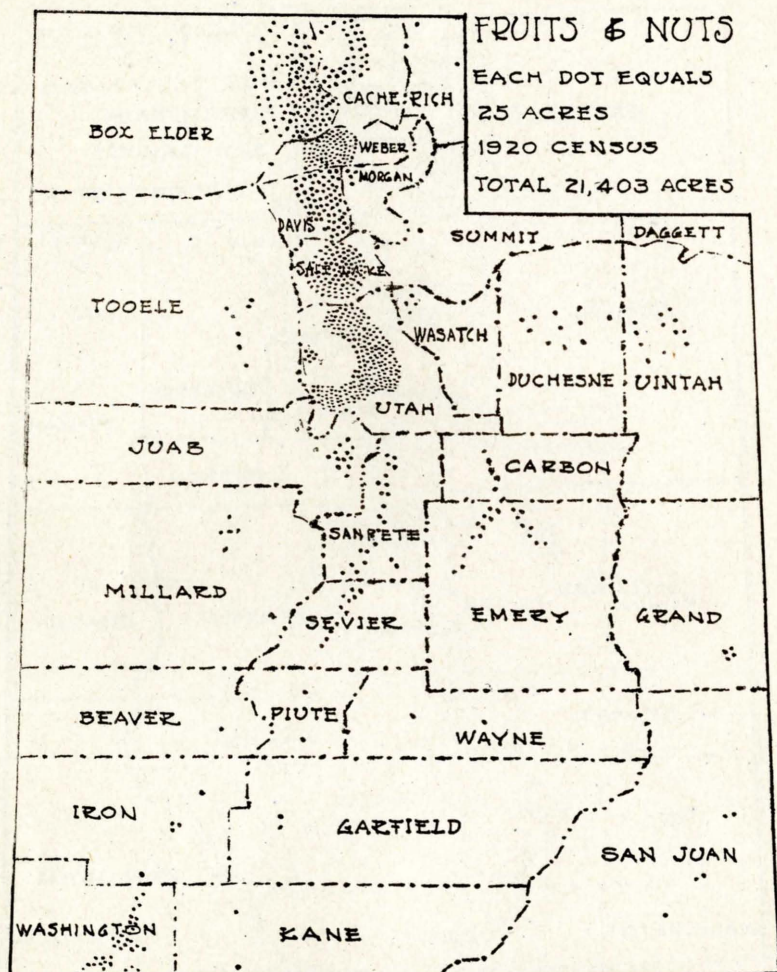 FRUITS & NUTS
EACH DOT EQUALS
25 ACRES
1920 CENSUS
TOTAL 21,403 ACRES
CACHE RICH
BOX ELDER
WEBER
MORGAN
DAVIS
SUMMIT
DAGGETT
SALT LAKE
TOOELE
WASATCH
DUCHESNE
UINTAH
UTAH
JUAB
CARBON
SANPETE
MILLARD
SEVIER
EMERY
GRAND
BEAVER
PIUTE
WAYNE
IRON
GARFIELD
SAN JUAN
WASHINGTON
KANE